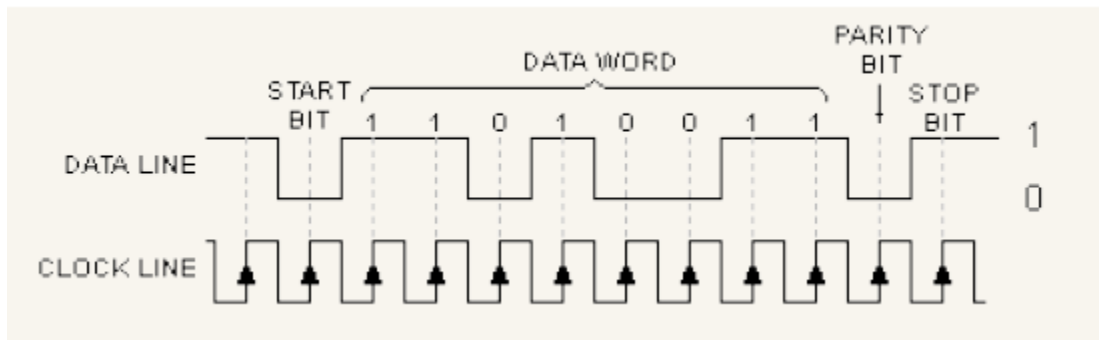 PARITY
BIT
DATA WORD
START
BIT
STOP
BIT
1 1 0 1 0 0 1 1
1
DATA LINE
0
CLOCK LINE